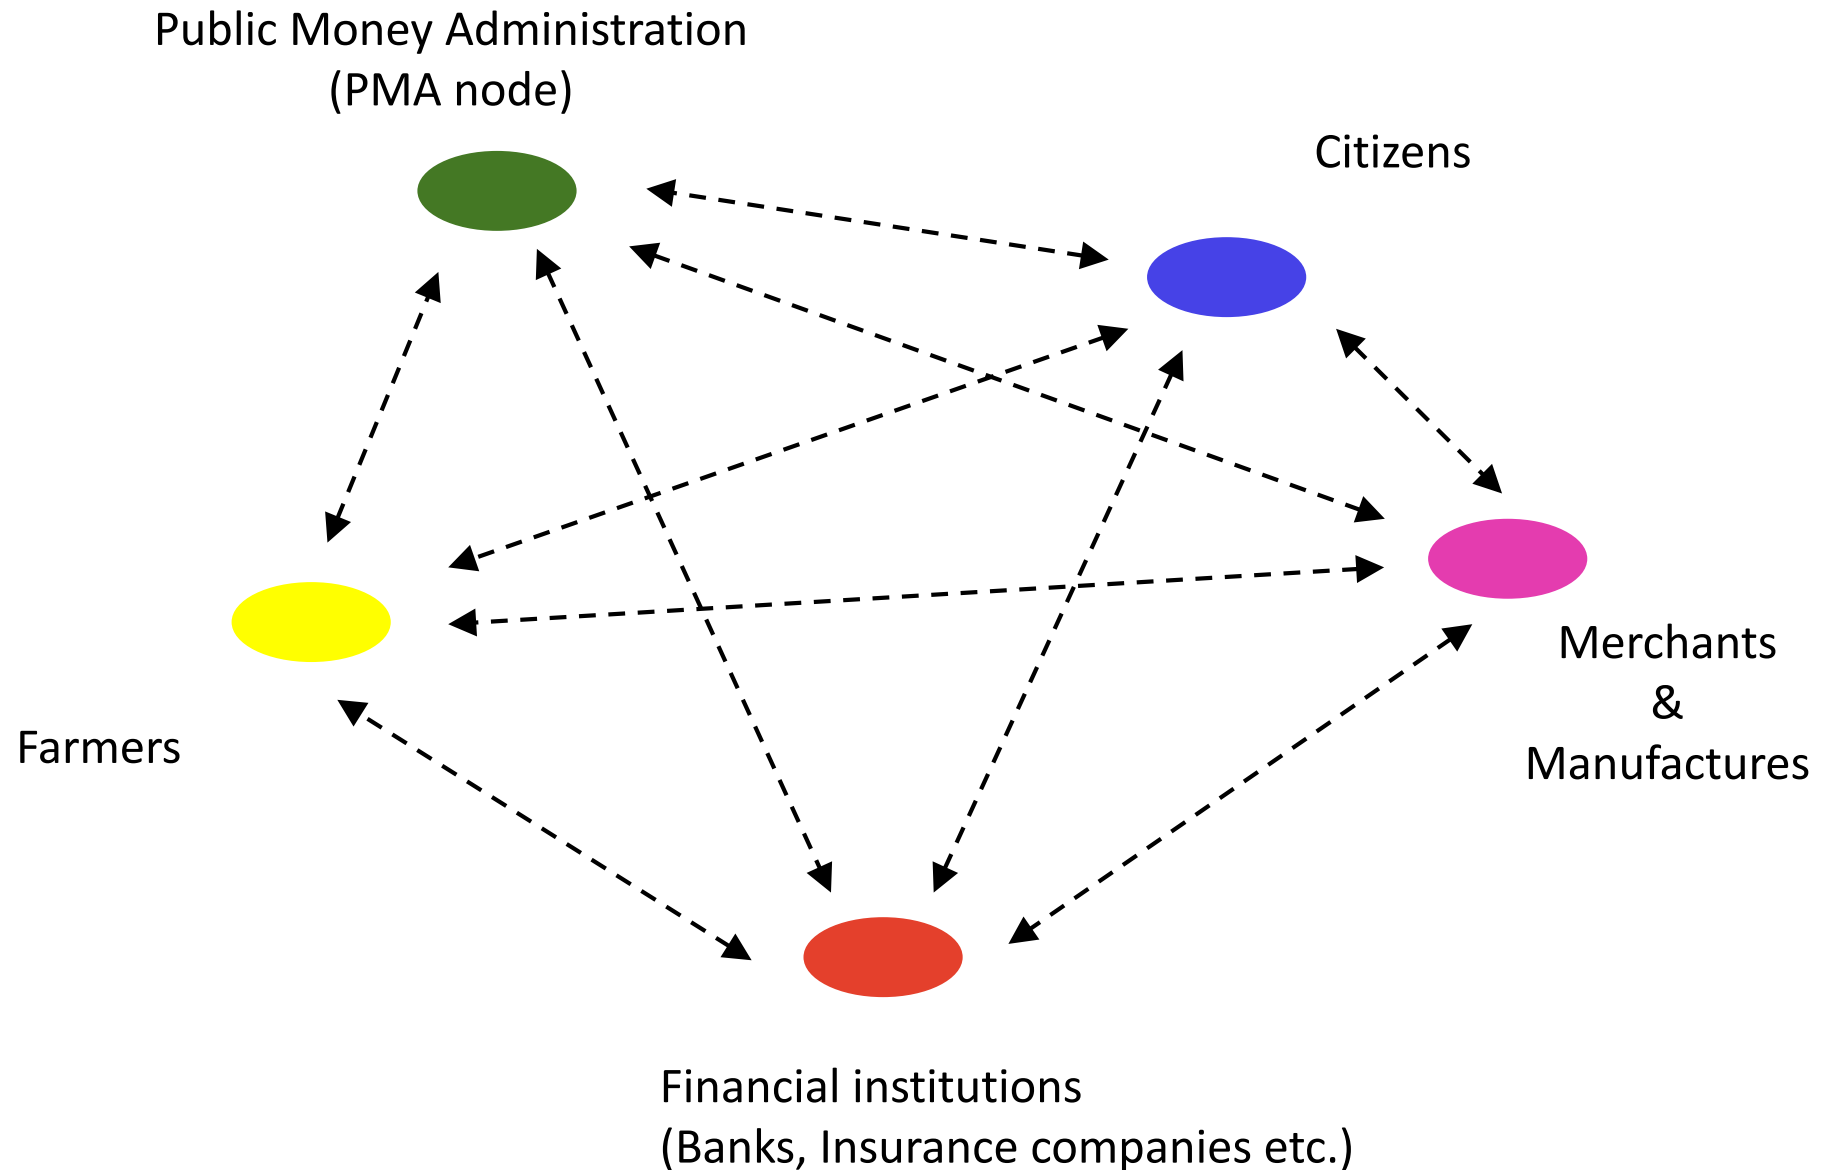 Public Money Administration
(PMA node)
Citizens
Merchants
&
Manufactures
Farmers
Financial institutions
(Banks, Insurance companies etc.)